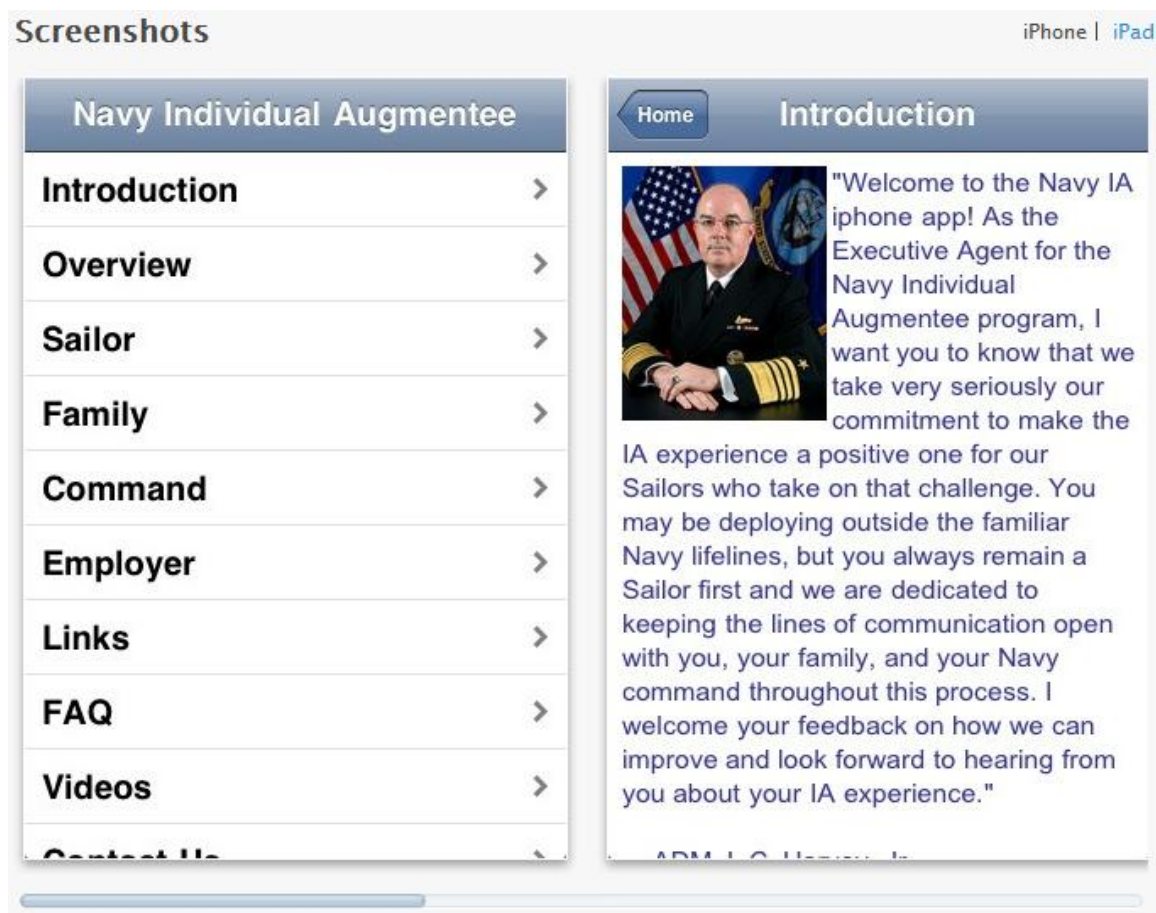 Screenshots
iPhone | iPad
Navy Individual Augmentee
Introduction
Overview
Sailor
Family
Command
Employer
Links
FAQ
Videos
Contact Us
Home
Introduction
"Welcome to the Navy IA
iphone app! As the
Executive Agent for the
Navy Individual
Augmentee program, I
want you to know that we
take very seriously our
commitment to make the
IA experience a positive one for our
Sailors who take on that challenge. You
may be deploying outside the familiar
Navy lifelines, but you always remain a
Sailor first and we are dedicated to
keeping the lines of communication open
with you, your family, and your Navy
command throughout this process. I
welcome your feedback on how we can
improve and look forward to hearing from
you about your IA experience."
ADM J. C. Harvey, Jr